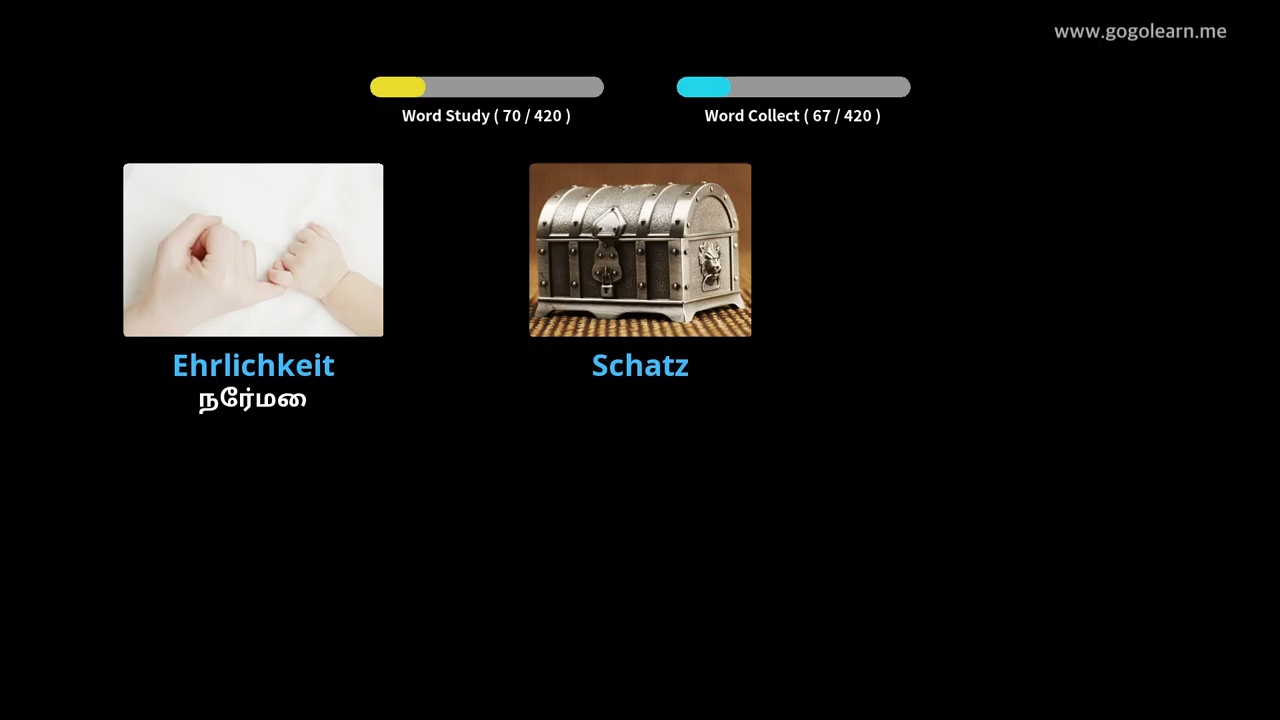 www.gogolearn.me
Word Study ( 70 / 420 )
Word Collect ( 67 / 420 )
Ehrlichkeit
நேர்மை
Schatz